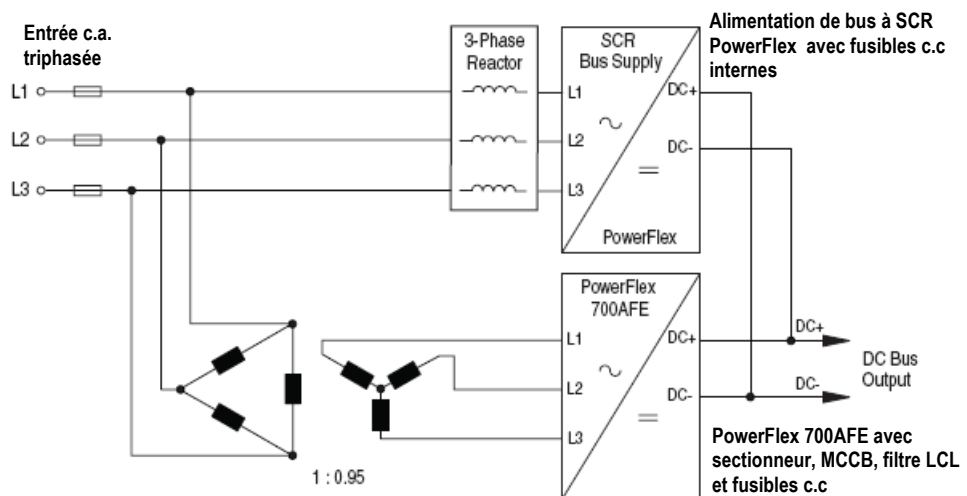 Entrée c.a.
triphasée
L1
L2
L3
3-Phase
Reactor
SCR
Bus Supply
L1
L2
L3
DC+
DC-
PowerFlex
Alimentation de bus à SCR
PowerFlex avec fusibles c.c
internes
PowerFlex
700AFE
L1
L2
L3
DC+
DC-
DC+
DC-
DC Bus
Output
1 : 0.95
PowerFlex 700AFE avec
sectionneur, MCCB, filtre LCL
et fusibles c.c